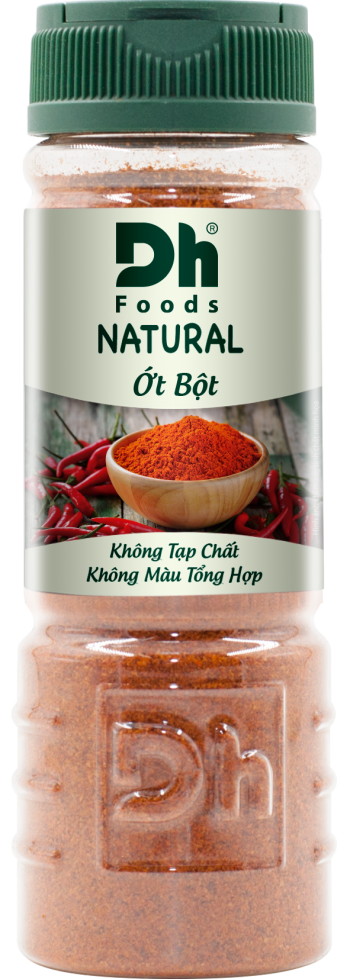 Dh®
Foods
NATURAL
Ớt Bột
Không Tạp Chất
Không Màu Tổng Hợp
Dh